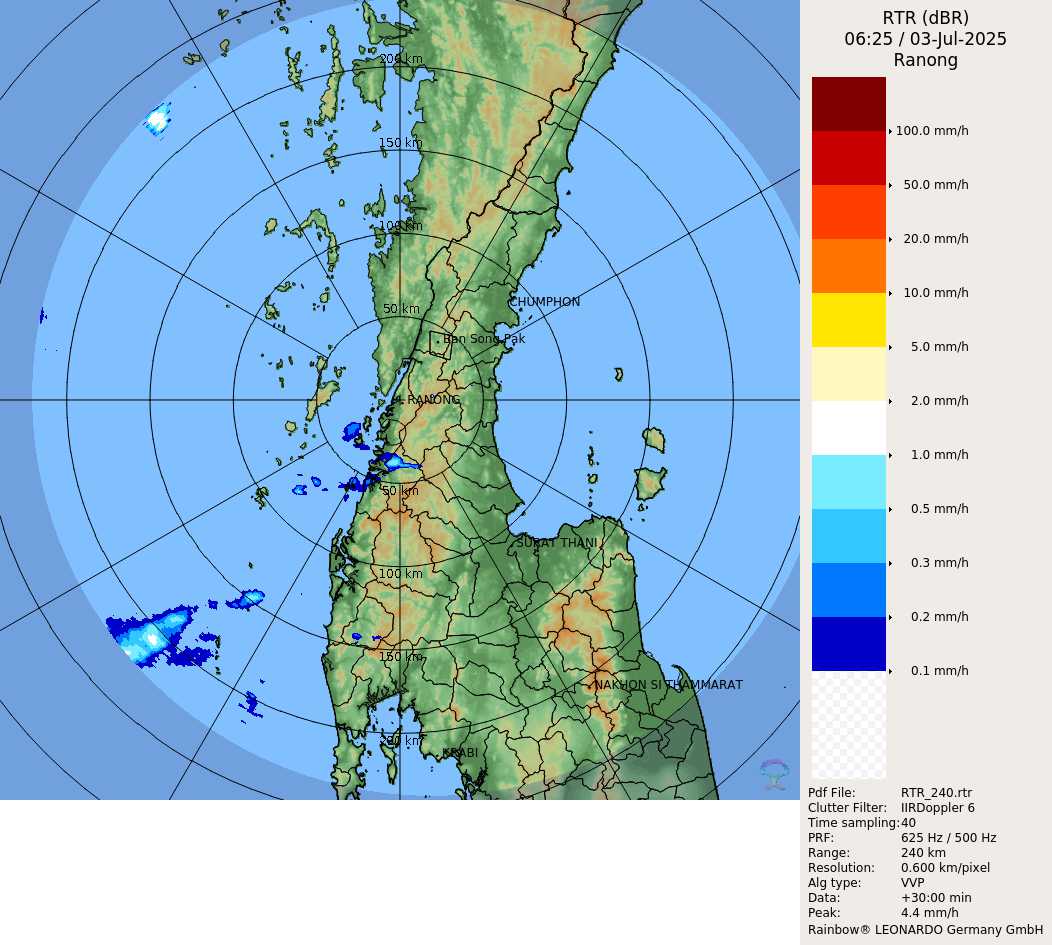 RTR (dBR)
06:25 / 03-Jul-2025
Ranong
100.0 mm/h
50.0 mm/h
20.0 mm/h
10.0 mm/h
5.0 mm/h
2.0 mm/h
1.0 mm/h
0.5 mm/h
0.3 mm/h
0.2 mm/h
0.1 mm/h
200 km
150 km
100 km
50 km
CHUMPHON
Ban Song Pak
RANONG
50 km
SURAT THANI
100 km
150 km
NAKHON SI THAMMARAT
200 km
KRABI
Pdf File: RTR_240.rtr
Clutter Filter: IIRDoppler 6
Time sampling: 40
PRF: 625 Hz / 500 Hz
Range: 240 km
Resolution: 0.600 km/pixel
Alg type: VVP
Data: +30:00 min
Peak: 4.4 mm/h
Rainbow® LEONARDO Germany GmbH